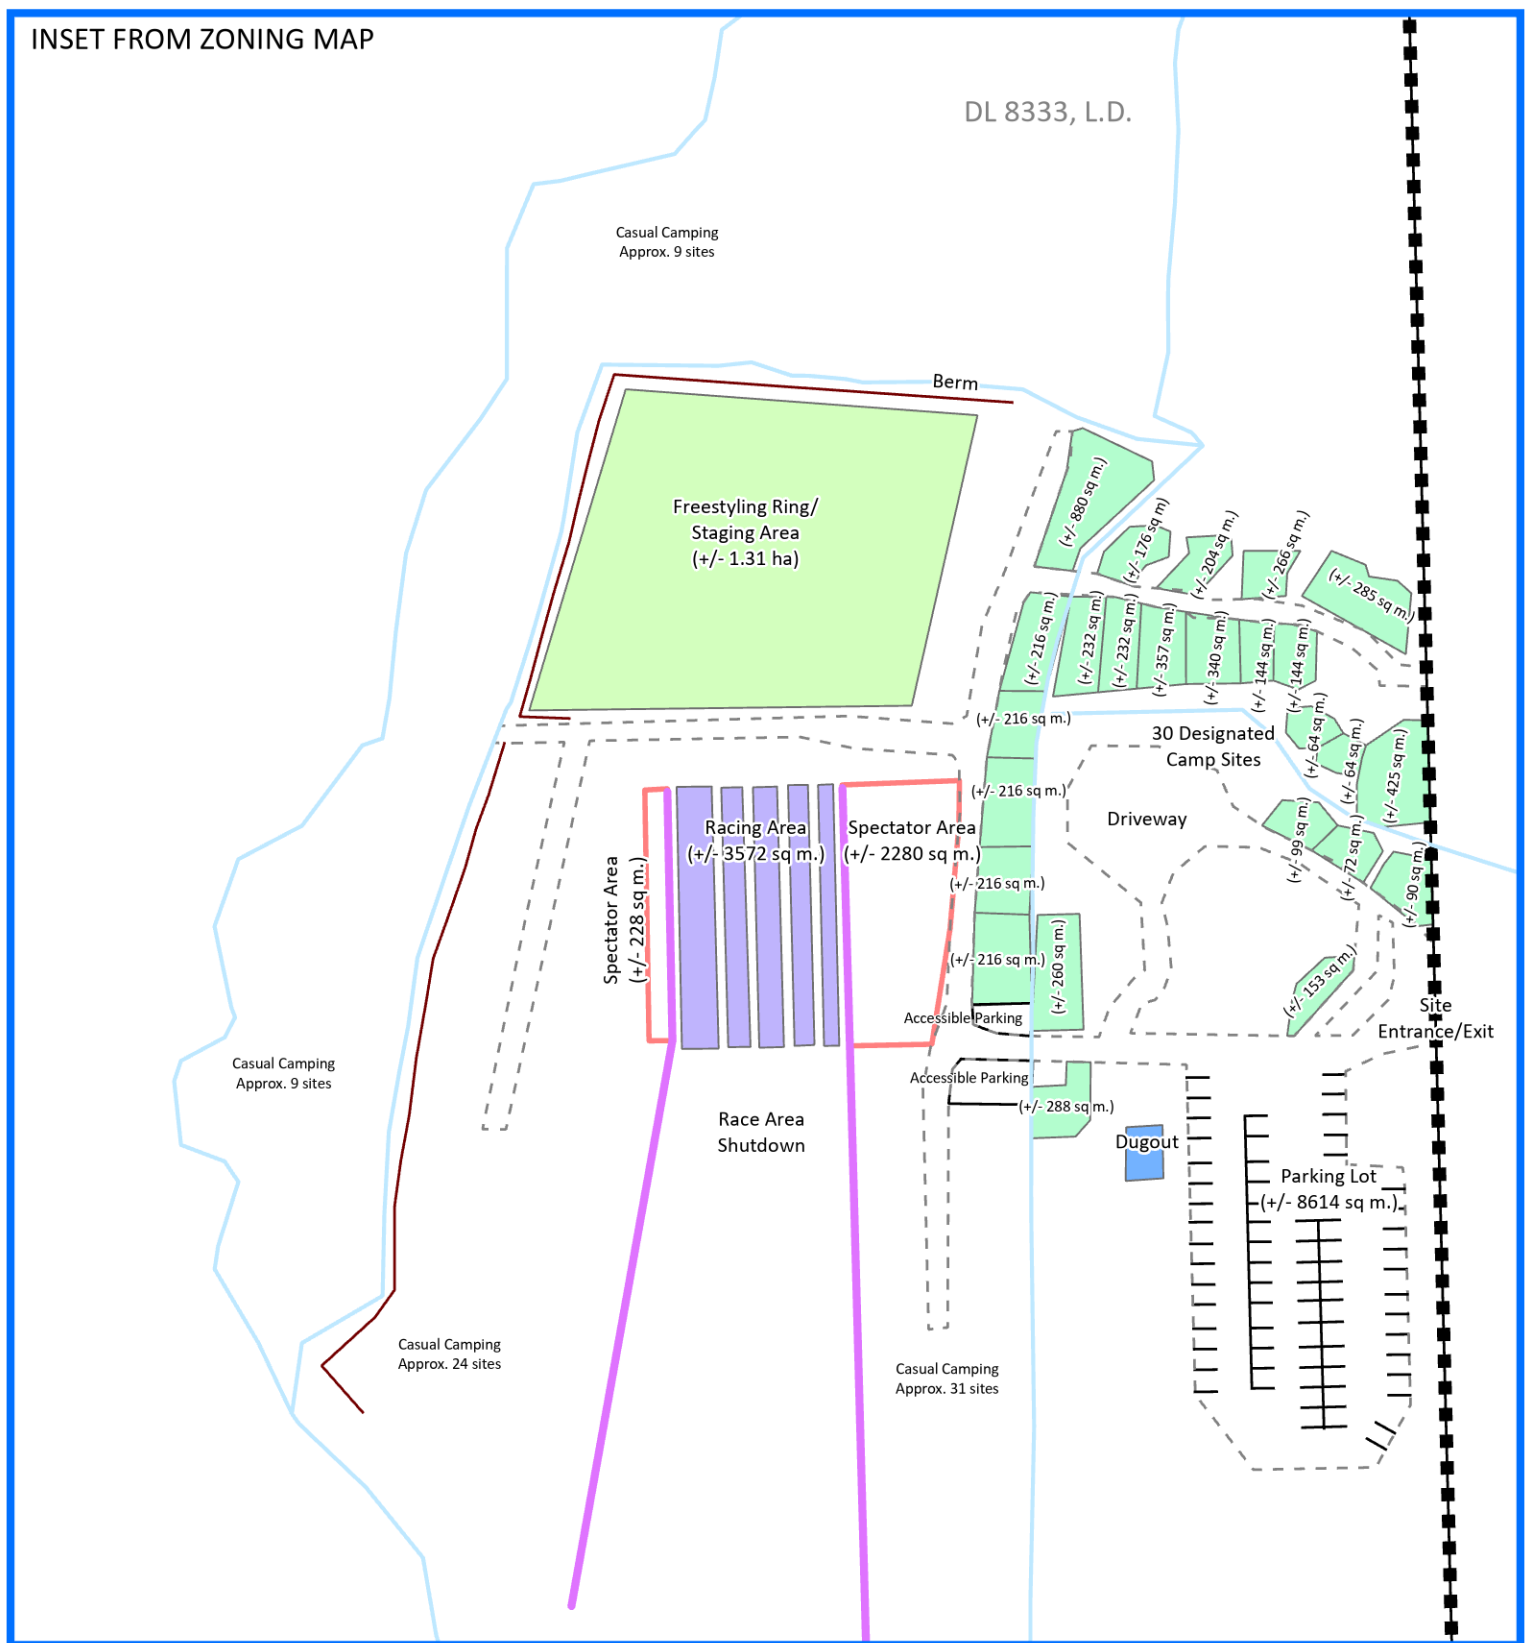 INSET FROM ZONING MAP
DL 8333, L.D.
Casual Camping
Approx. 9 sites
Berm
Freestyling Ring/
Staging Area
(+/- 1.31 ha)
(+/- 880 sq m.)
(+/- 176 sq m)
(+/- 204 sq m.)
(+/- 266 sq m.)
(+/- 285 sq m.)
(+/- 216 sq m.)
(+/- 232 sq m.)
(+/- 232 sq m.)
(+/- 357 sq m.)
(+/- 340 sq m.)
(+/- 144 sq m.)
(+/- 144 sq m.)
(+/- 216 sq m.)
30 Designated
Camp Sites
(+/- 64 sq m.)
(+/- 64 sq m.)
(+/- 425 sq m.)
(+/- 216 sq m.)
Driveway
(+/- 99 sq m.)
(+/- 72 sq m.)
(+/- 90 sq m.)
Racing Area
(+/- 3572 sq m.)
Spectator Area
(+/- 2280 sq m.)
Spectator Area
(+/- 228 sq m.)
(+/- 216 sq m.)
(+/- 216 sq m.)
(+/- 260 sq m.)
(+/- 153 sq m.)
Accessible Parking
Site
Entrance/Exit
Casual Camping
Approx. 9 sites
Accessible Parking
(+/- 288 sq m.)
Race Area
Shutdown
Dugout
Parking Lot
(+/- 8614 sq m.)
Casual Camping
Approx. 24 sites
Casual Camping
Approx. 31 sites